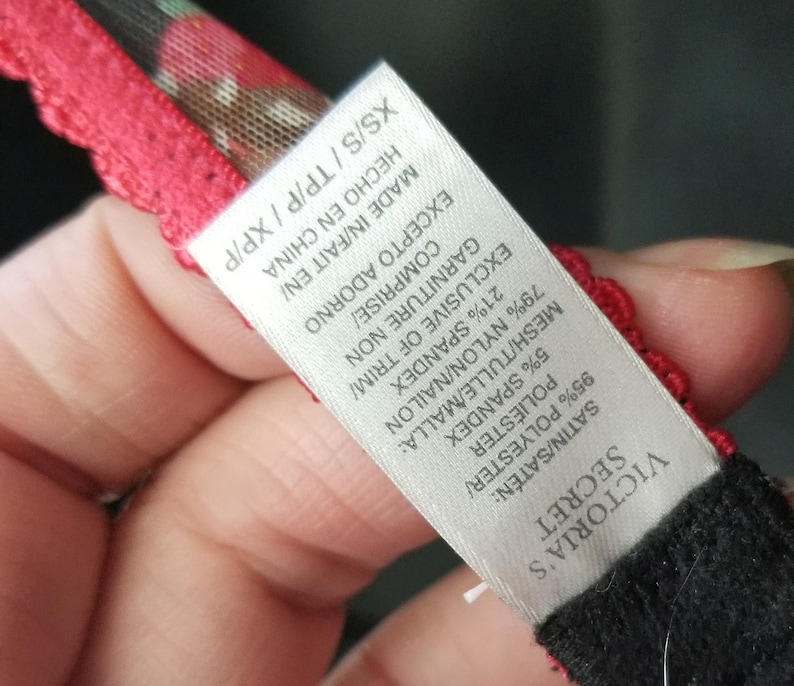 VICTORIA'S
SECRET
SATIN/SATÉN:
95% POLYESTER/
POLIÉSTER
5% SPANDEX
MESH/TULLE/MALLA:
79% NYLON/NAILON
21% SPANDEX
EXCLUSIVE OF TRIM/
GARNITURE NON
COMPRISE/
EXCEPTO ADORNO
MADE IN/FAIT EN/
HECHO EN CHINA
XS/S / TP/P / XP/P